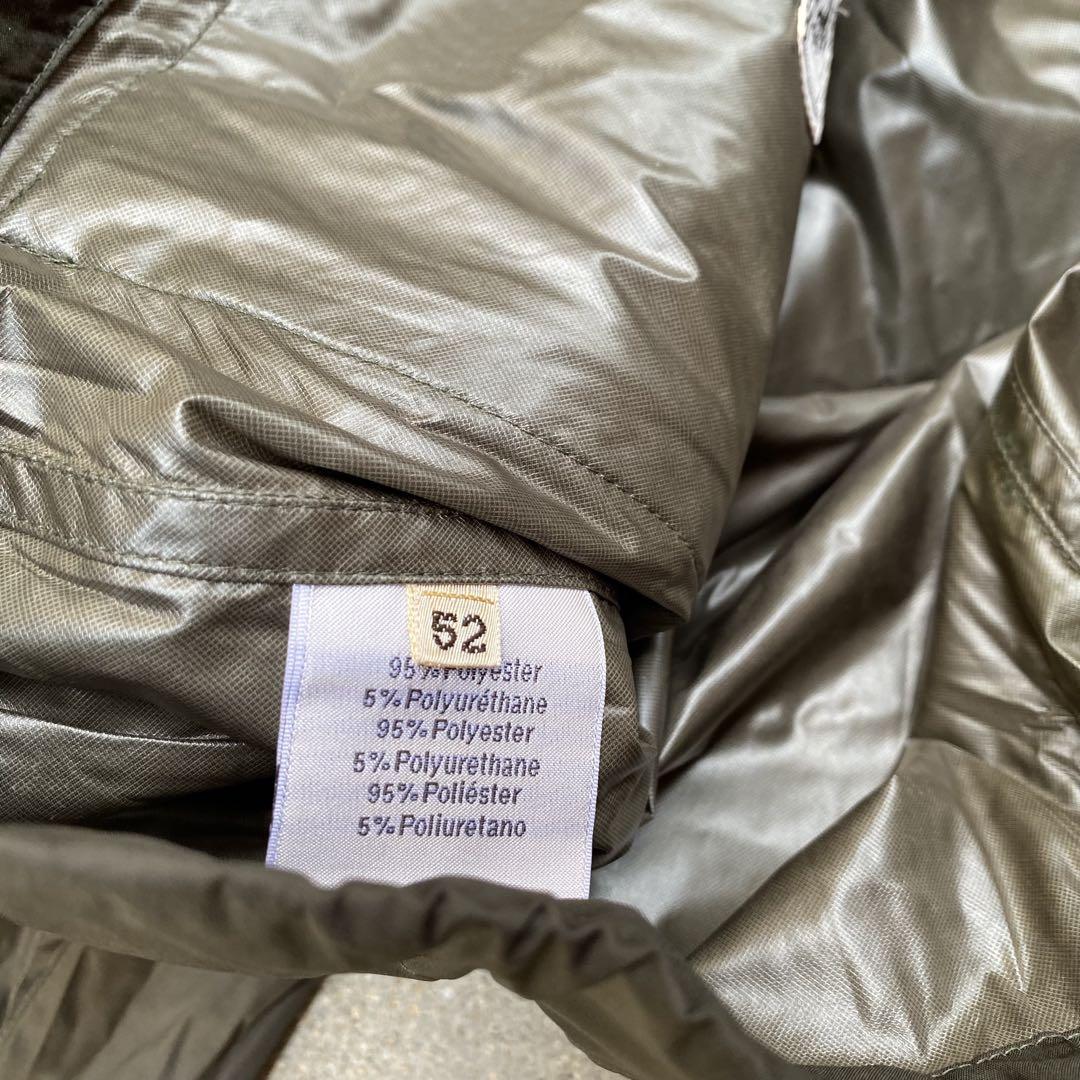 52
95% Polyester
5% Polyuréthane
95% Polyester
5% Polyurethane
95% Poliéster
5% Poliuretano